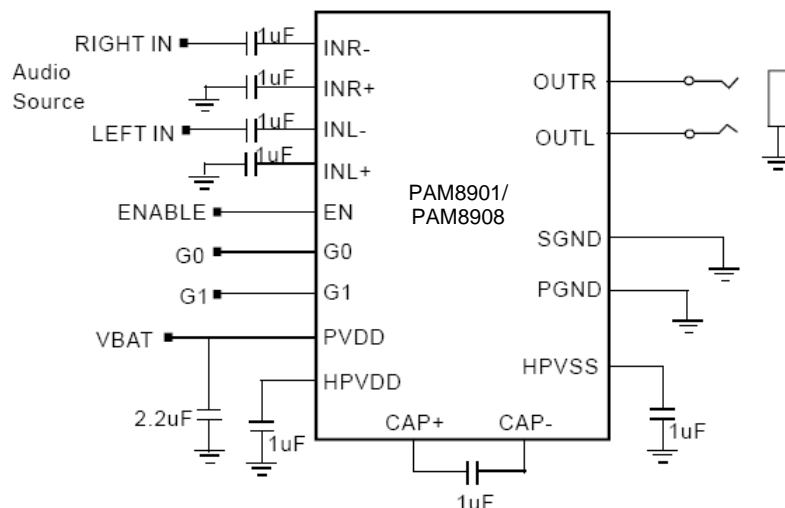 RIGHT IN
1uF
INR-
Audio
Source
1uF
INR+
OUTR
LEFT IN
1uF
INL-
OUTL
1uF
INL+
PAM8901/
PAM8908
ENABLE
EN
G0
G0
SGND
G1
G1
PGND
VBAT
PVDD
HPVDD
HPVSS
2.2uF
1uF
CAP+
CAP-
1uF
1uF